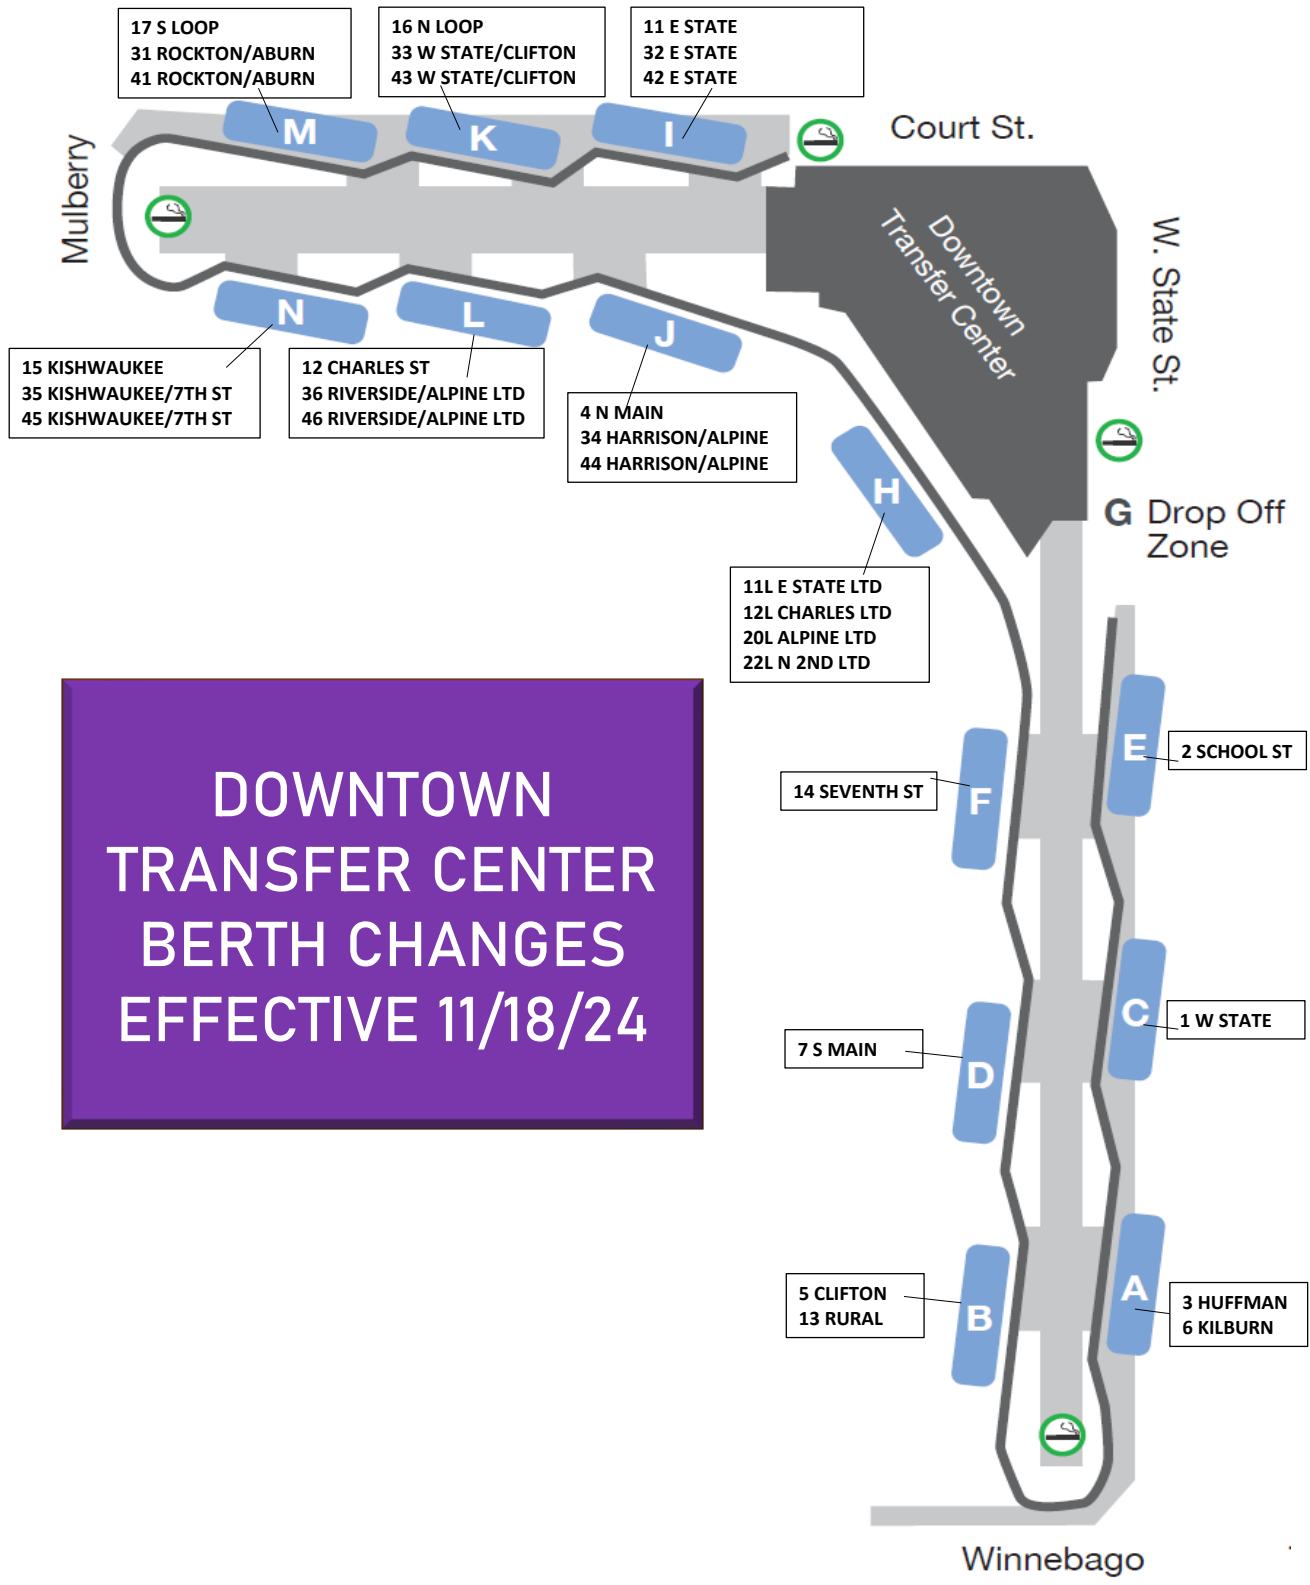 17 S LOOP
31 ROCKTON/ABURN
41 ROCKTON/ABURN
16 N LOOP
33 W STATE/CLIFTON
43 W STATE/CLIFTON
11 E STATE
32 E STATE
42 E STATE
M
K
I
Court St.
Mulberry
Downtown
Transfer Center
W. State St.
N
L
J
15 KISHWAUKEE
35 KISHWAUKEE/7TH ST
45 KISHWAUKEE/7TH ST
12 CHARLES ST
36 RIVERSIDE/ALPINE LTD
46 RIVERSIDE/ALPINE LTD
4 N MAIN
34 HARRISON/ALPINE
44 HARRISON/ALPINE
H
G Drop Off
Zone
11L E STATE LTD
12L CHARLES LTD
20L ALPINE LTD
22L N 2ND LTD
DOWNTOWN
TRANSFER CENTER
BERTH CHANGES
EFFECTIVE 11/18/24
E
2 SCHOOL ST
14 SEVENTH ST
F
C
1 W STATE
7 S MAIN
D
5 CLIFTON
13 RURAL
B
A
3 HUFFMAN
6 KILBURN
Winnebago